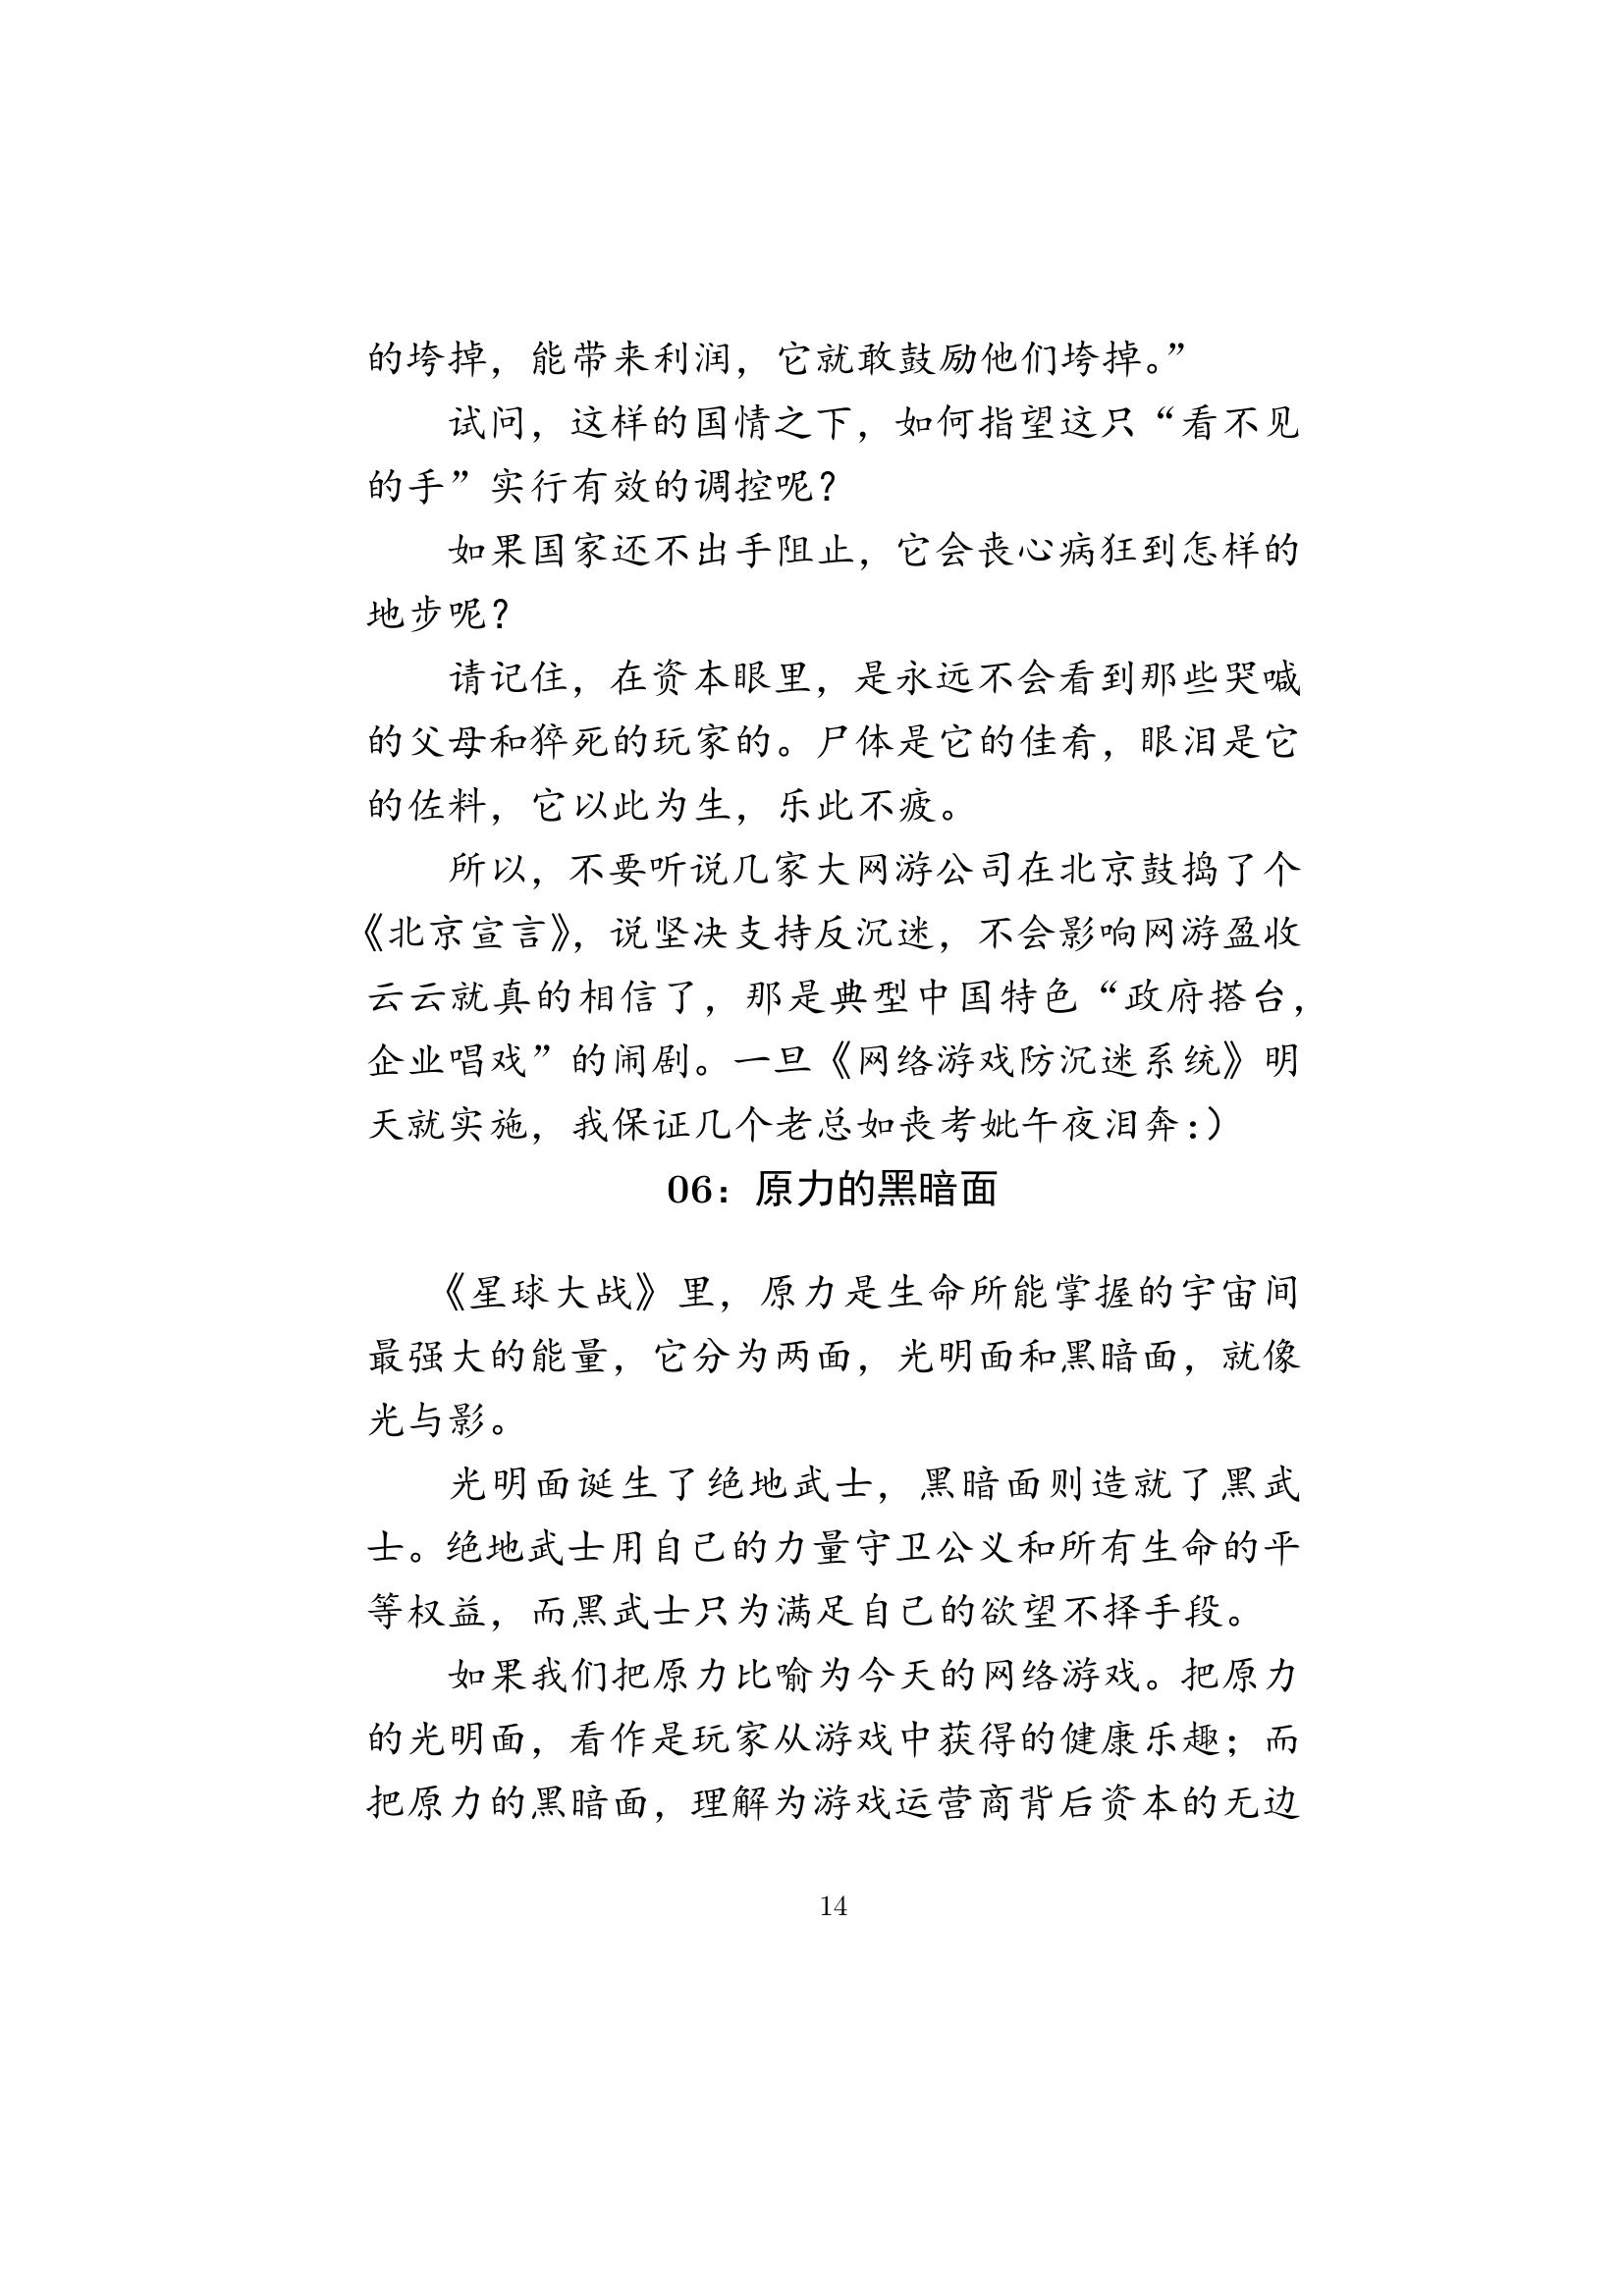 的垮掉，能带来利润，它就敢鼓励他们垮掉。”
试问，这样的国情之下，如何指望这只“看不见
的手”实行有效的调控呢？
如果国家还不出手阻止，它会丧心病狂到怎样的
地步呢？
请记住，在资本眼里，是永远不会看到那些哭喊
的父母和猝死的玩家的。尸体是它的佳肴，眼泪是它
的佐料，它以此为生，乐此不疲。
所以，不要听说几家大网游公司在北京鼓捣了个
《北京宣言》，说坚决支持反沉迷，不会影响网游盈收
云云就真的相信了，那是典型中国特色“政府搭台，
企业唱戏”的闹剧。一旦《网络游戏防沉迷系统》明
天就实施，我保证几个老总如丧考妣午夜泪奔:）
06：原力的黑暗面
《星球大战》里，原力是生命所能掌握的宇宙间
最强大的能量，它分为两面，光明面和黑暗面，就像
光与影。
光明面诞生了绝地武士，黑暗面则造就了黑武
士。绝地武士用自己的力量守卫公义和所有生命的平
等权益，而黑武士只为满足自己的欲望不择手段。
如果我们把原力比喻为今天的网络游戏。把原力
的光明面，看作是玩家从游戏中获得的健康乐趣；而
把原力的黑暗面，理解为游戏运营商背后资本的无边
14